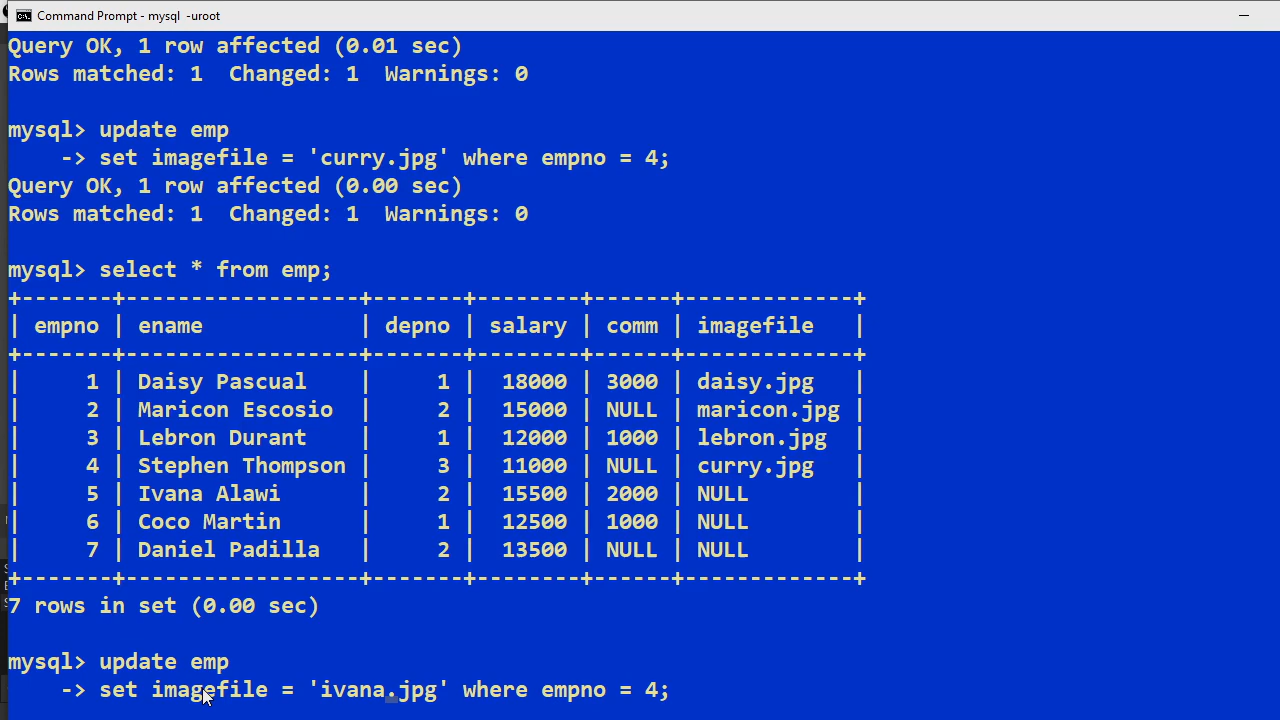 Command Prompt - mysql  -uroot
Query OK, 1 row affected (0.01 sec)
Rows matched: 1  Changed: 1  Warnings: 0
mysql> update emp
    -> set imagefile = 'curry.jpg' where empno = 4;
Query OK, 1 row affected (0.00 sec)
Rows matched: 1  Changed: 1  Warnings: 0
mysql> select * from emp;
+-------+------------------+-------+--------+------+-------------+
| empno | ename            | depno | salary | comm | imagefile   |
+-------+------------------+-------+--------+------+-------------+
|     1 | Daisy Pascual    |     1 |  18000 | 3000 | daisy.jpg   |
|     2 | Maricon Escosio  |     2 |  15000 | NULL | maricon.jpg |
|     3 | Lebron Durant    |     1 |  12000 | 1000 | lebron.jpg  |
|     4 | Stephen Thompson |     3 |  11000 | NULL | curry.jpg   |
|     5 | Ivana Alawi      |     2 |  15500 | 2000 | NULL        |
|     6 | Coco Martin      |     1 |  12500 | 1000 | NULL        |
|     7 | Daniel Padilla   |     2 |  13500 | NULL | NULL        |
+-------+------------------+-------+--------+------+-------------+
7 rows in set (0.00 sec)
mysql> update emp
    -> set imagefile = 'ivana.jpg' where empno = 4;